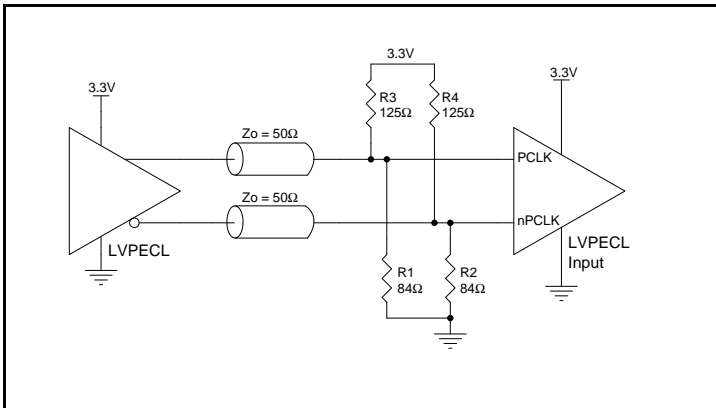 3.3V
3.3V
3.3V
R3
125Ω
R4
125Ω
Zo = 50Ω
PCLK
Zo = 50Ω
nPCLK
LVPECL
LVPECL
Input
R1
84Ω
R2
84Ω